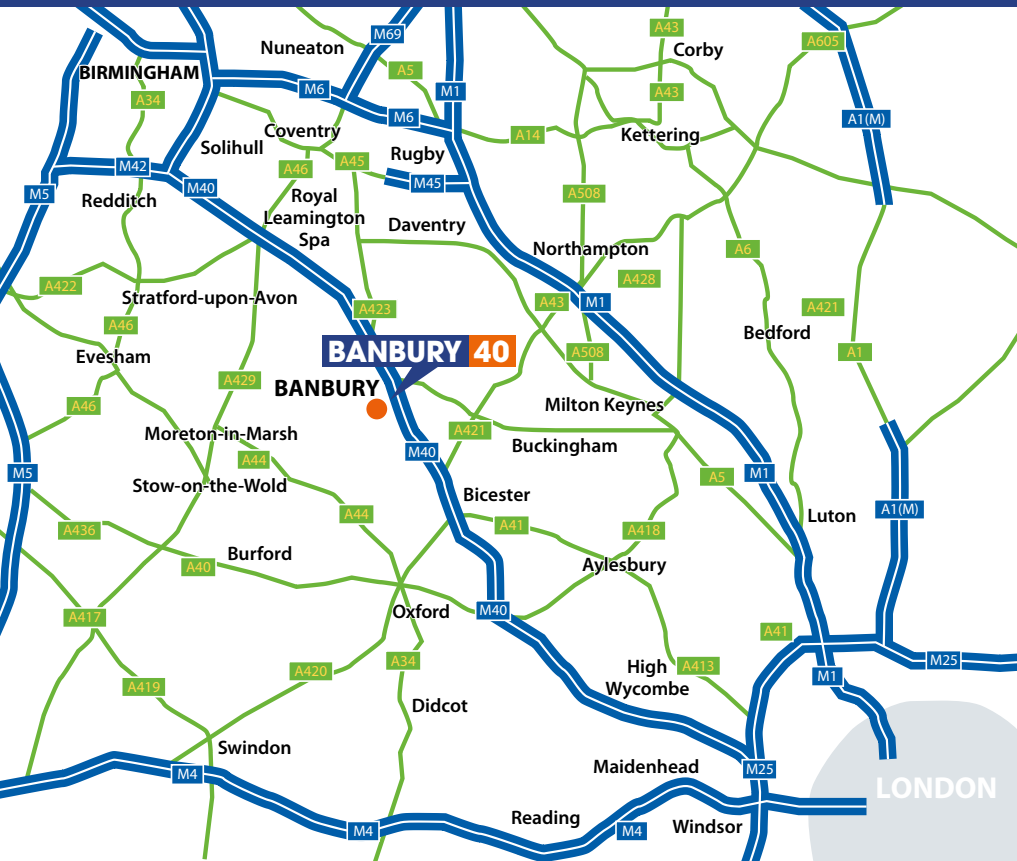 A43
M69
A605
Nuneaton
Corby
A5
BIRMINGHAM
M6
M1
A43
A34
M6
A1(M)
Coventry
A14
Kettering
Solihull
Rugby
A45
M42
A46
M45
M40
M5
A508
Redditch
Royal
Leamington
Spa
Daventry
Northampton
A6
A428
A422
Stratford-upon-Avon
A43
M1
A423
A421
A46
Bedford
BANBURY 40
A508
A1
Evesham
A429
BANBURY
A46
Milton Keynes
Moreton-in-Marsh
A421
Buckingham
M40
A44
M5
M1
A5
Stow-on-the-Wold
Bicester
A44
A1(M)
Luton
A41
A436
A418
Burford
Aylesbury
A40
Oxford
M40
A417
A41
M25
A34
High
Wycombe
A413
A420
M1
A419
Didcot
Swindon
Maidenhead
M25
M4
LONDON
Reading
Windsor
M4
M4